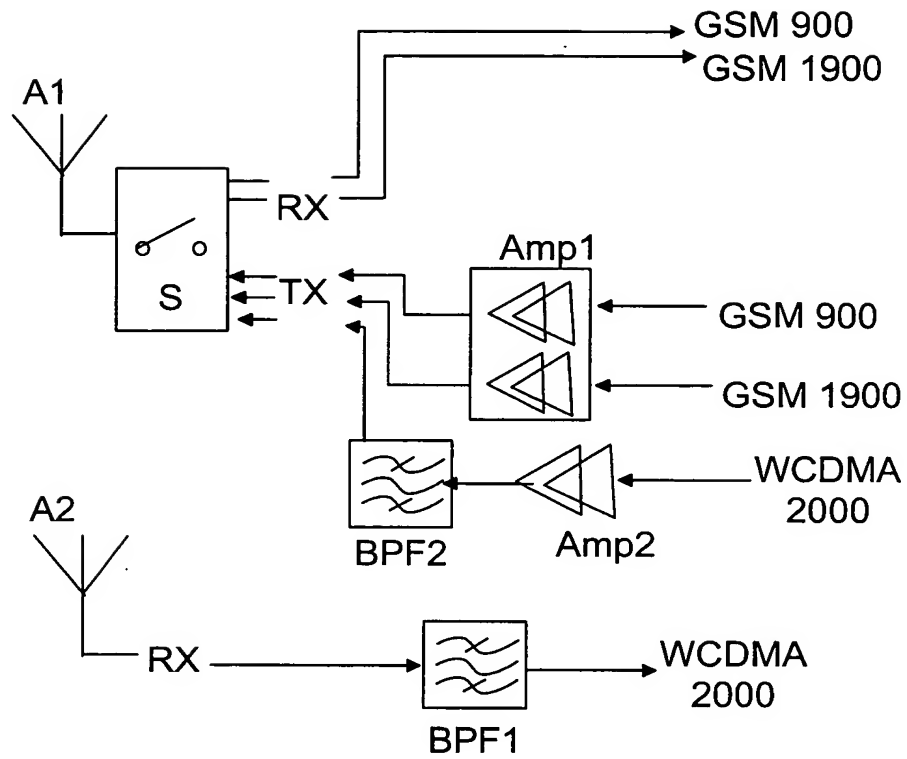 GSM 900
GSM 1900
A1
RX
Amp1
TX
S
GSM 900
GSM 1900
WCDMA
2000
A2
BPF2
Amp2
RX
WCDMA
2000
BPF1